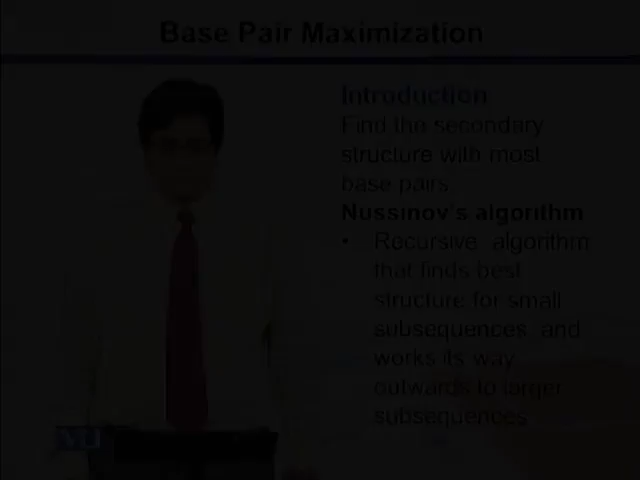 Base Pair Maximization
Introduction
Find the secondary
structure with most
base pairs
Nussinov's algorithm
• Recursive algorithm
that finds best
structure for small
subsequences, and
works its way
outwards to larger
subsequences
VU